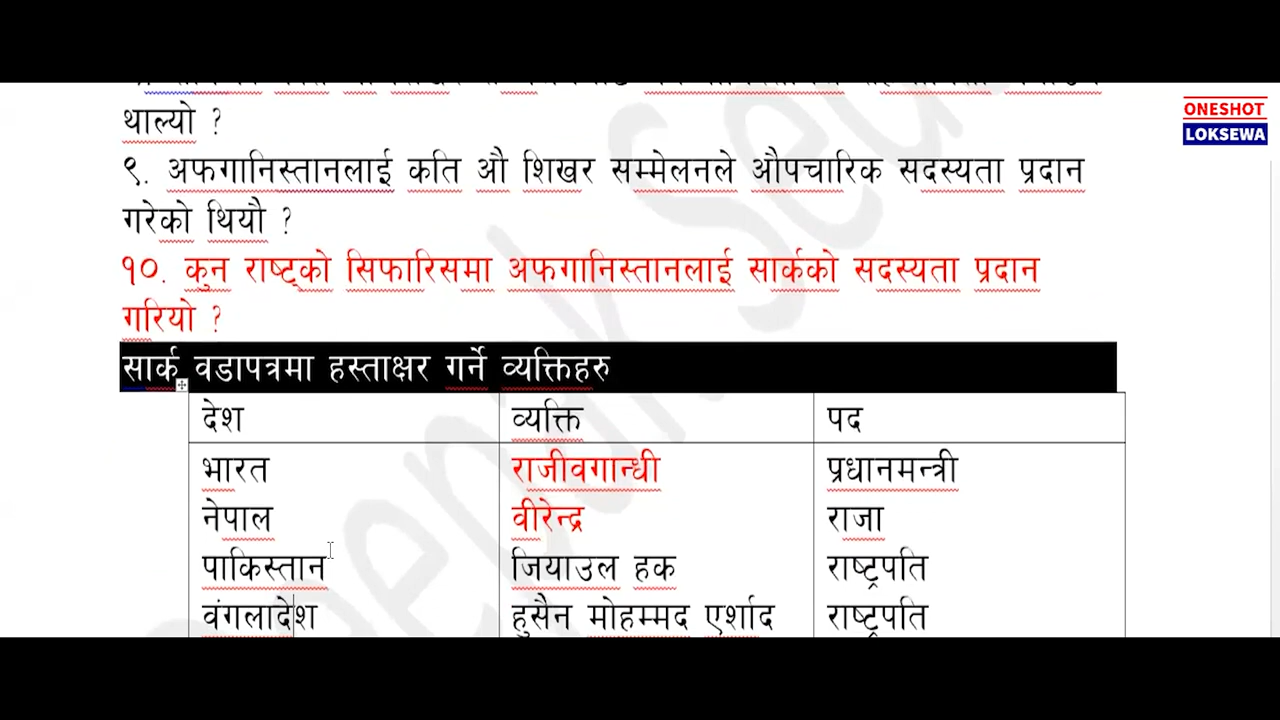 थाल्यो ?
ONESHOT
LOKSEWA
९. अफगानिस्तानलाई कति औ शिखर सम्मेलनले औपचारिक सदस्यता प्रदान
गरेको थियौ ?
१०. कुन राष्ट्रको सिफारिसमा अफगानिस्तानलाई सार्कको सदस्यता प्रदान
गरियो ?
सार्क वडापत्रमा हस्ताक्षर गर्ने व्यक्तिहरु
देश व्यक्ति पद
भारत राजीवगान्धी प्रधानमन्त्री
नेपाल वीरेन्द्र राजा
पाकिस्तान जियाउल हक राष्ट्रपति
वंगलादेश हुसैन मोहम्मद एर्शाद राष्ट्रपति